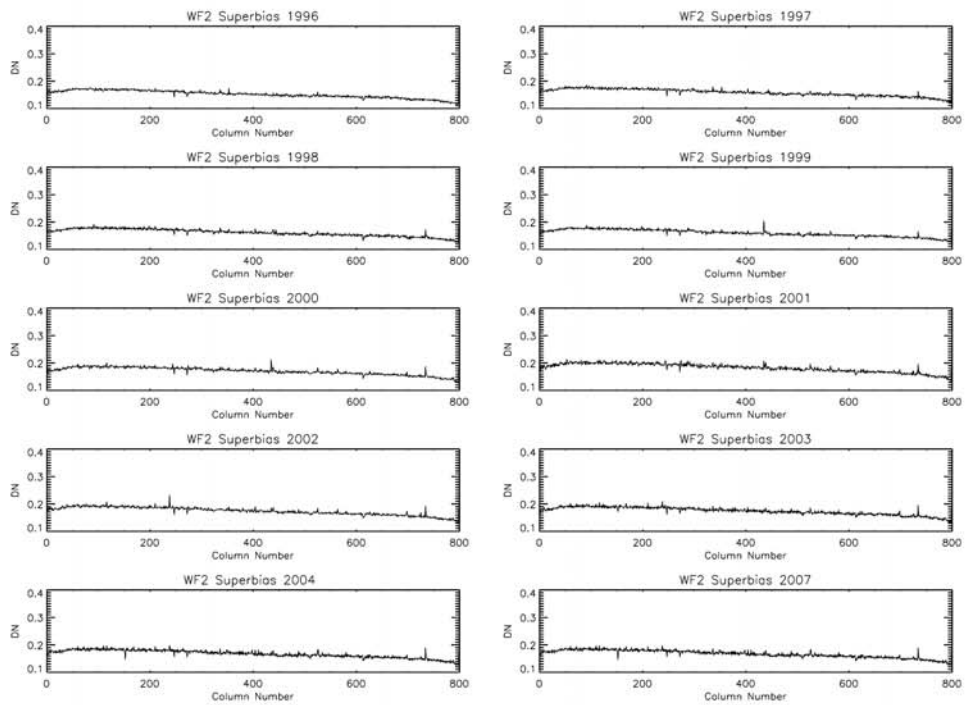 WF2 Superbias 1996
0.4
0.3
DN
0.2
0.1
0 200 400 600 800
Column Number
WF2 Superbias 1997
0.4
0.3
DN
0.2
0.1
0 200 400 600 800
Column Number
WF2 Superbias 1998
0.4
0.3
DN
0.2
0.1
0 200 400 600 800
Column Number
WF2 Superbias 1999
0.4
0.3
DN
0.2
0.1
0 200 400 600 800
Column Number
WF2 Superbias 2000
0.4
0.3
DN
0.2
0.1
0 200 400 600 800
Column Number
WF2 Superbias 2001
0.4
0.3
DN
0.2
0.1
0 200 400 600 800
Column Number
WF2 Superbias 2002
0.4
0.3
DN
0.2
0.1
0 200 400 600 800
Column Number
WF2 Superbias 2003
0.4
0.3
DN
0.2
0.1
0 200 400 600 800
Column Number
WF2 Superbias 2004
0.4
0.3
DN
0.2
0.1
0 200 400 600 800
Column Number
WF2 Superbias 2007
0.4
0.3
DN
0.2
0.1
0 200 400 600 800
Column Number